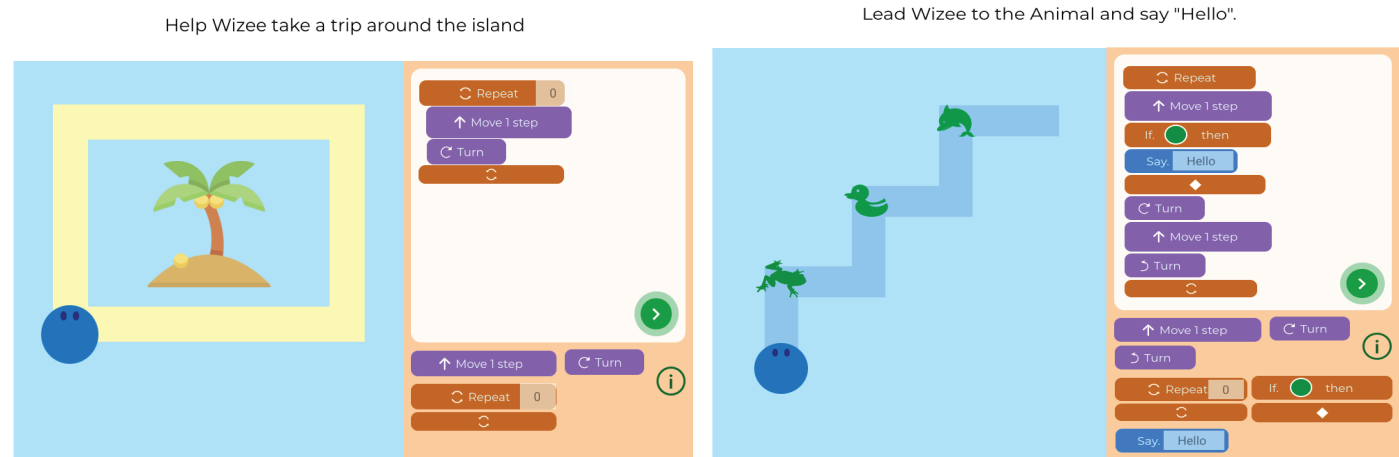 Help Wizee take a trip around the island
Repeat 0
Move 1 step
Turn
Move 1 step
Turn
Repeat 0
i
Lead Wizee to the Animal and say "Hello".
Repeat
Move 1 step
If. then
Say. Hello
Turn
Move 1 step
Turn
Move 1 step
Turn
Turn
i
Repeat 0
If. then
Say. Hello